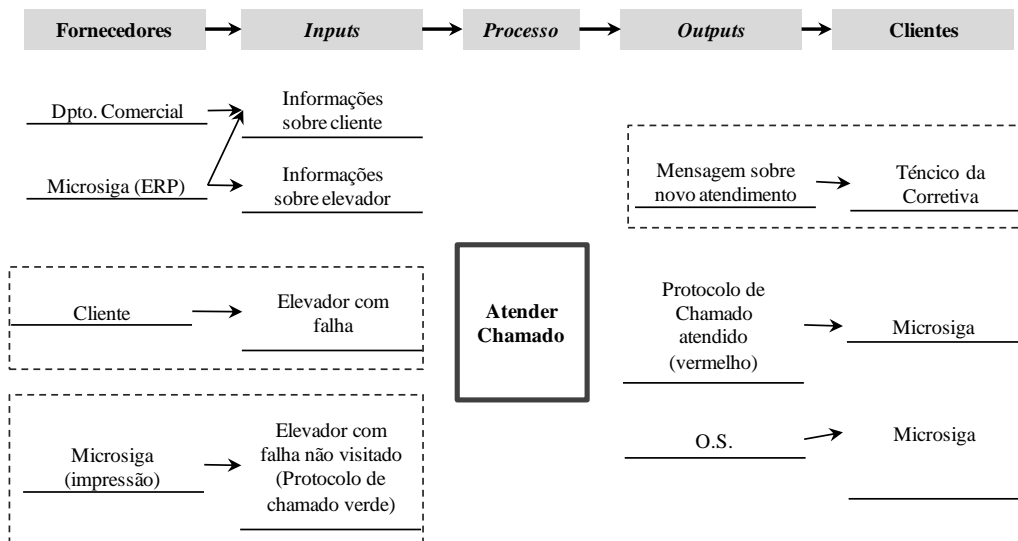 Fornecedores
Inputs
Processo
Outputs
Clientes
Dpto. Comercial
Informações
sobre cliente
Microsiga (ERP)
Informações
sobre elevador
Cliente
Elevador com
falha
Microsiga
(impressão)
Elevador com
falha não visitado
(Protocolo de
chamado verde)
Atender
Chamado
Mensagem sobre
novo atendimento
Téncico da
Corretiva
Protocolo de
Chamado
atendido
(vermelho)
Microsiga
O.S.
Microsiga